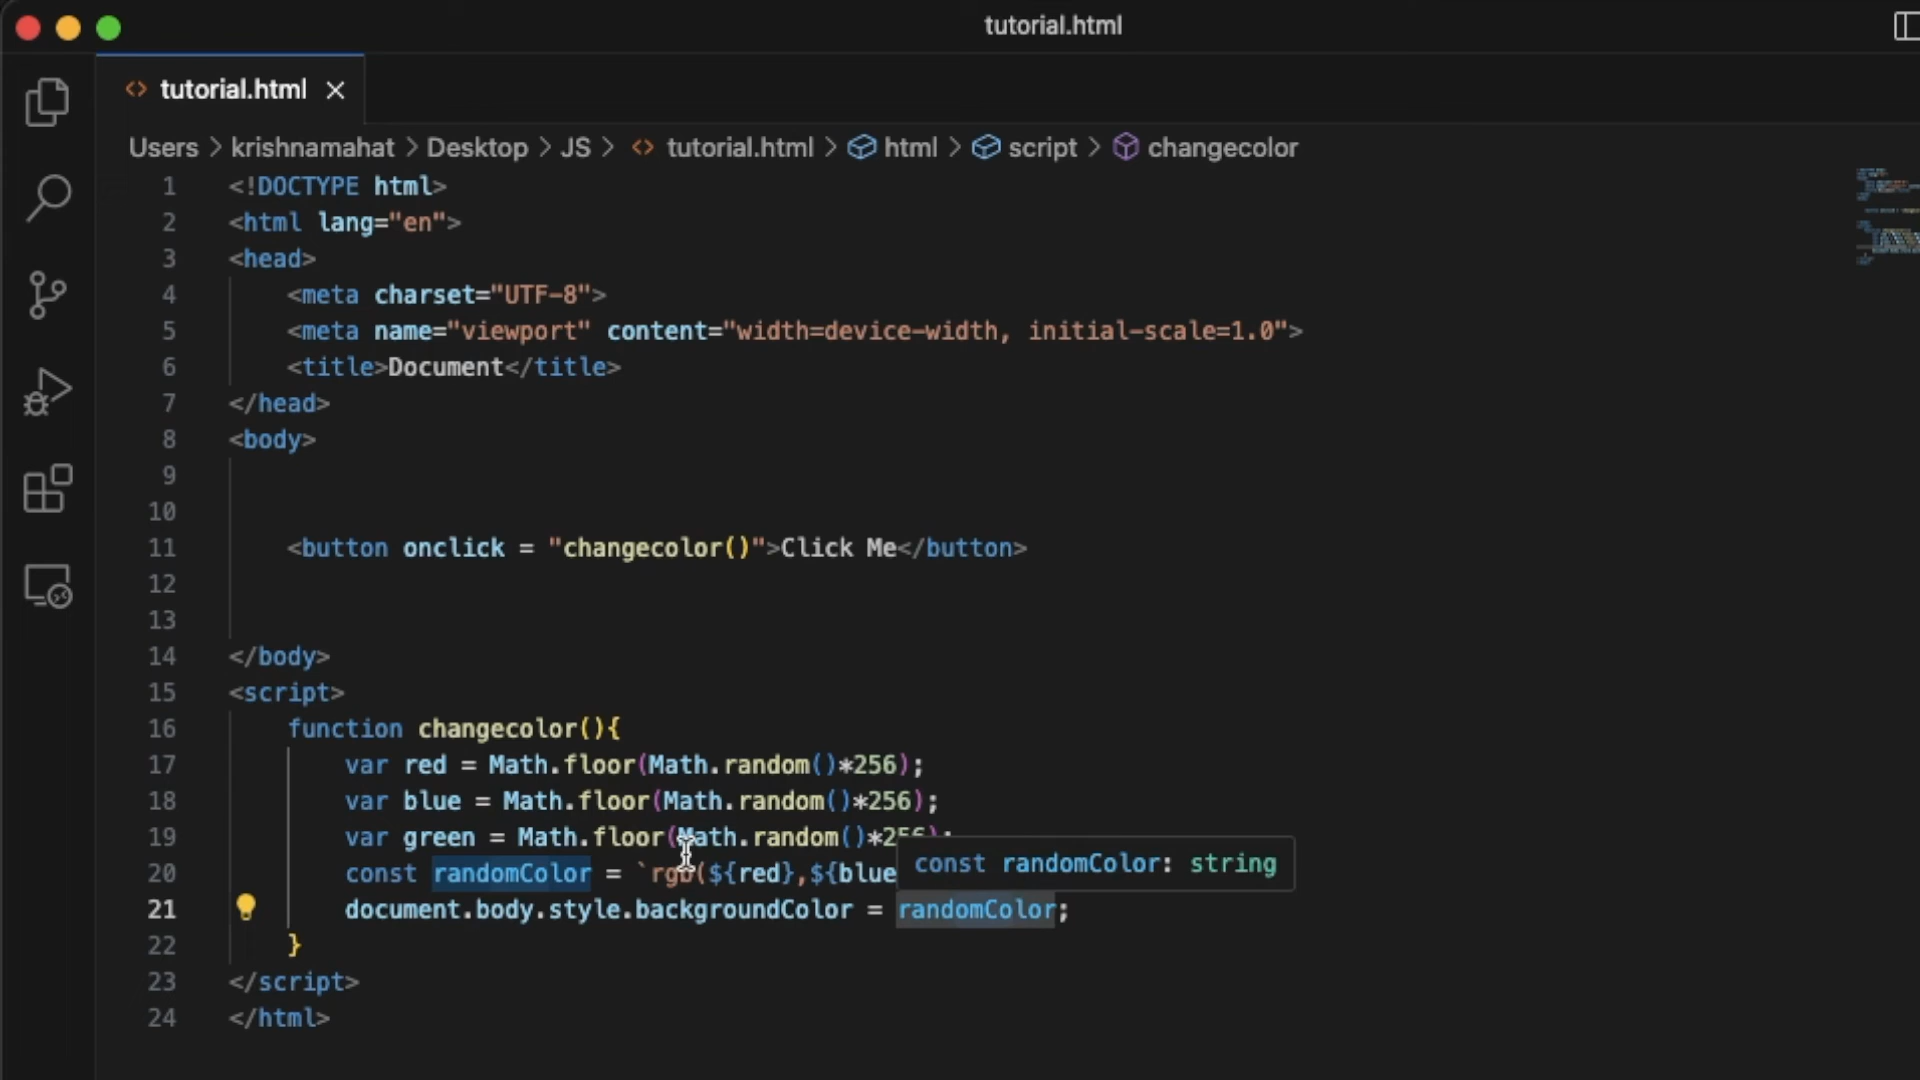 tutorial.html
tutorial.html
Users > krishnamahat > Desktop > JS > <> tutorial.html > html > script > changecolor
1 <!DOCTYPE html>
2 <html lang="en">
3 <head>
4 <meta charset="UTF-8">
5 <meta name="viewport" content="width=device-width, initial-scale=1.0">
6 <title>Document</title>
7 </head>
8 <body>
9
10
11 <button onclick = "changecolor()">Click Me</button>
12
13
14 </body>
15 <script>
16 function changecolor(){
17 var red = Math.floor(Math.random()*256);
18 var blue = Math.floor(Math.random()*256);
19 var green = Math.floor(Math.random()*256);
20 const randomColor = `rgb(${red},${blue
const randomColor: string
21 document.body.style.backgroundColor = randomColor;
22 }
23 </script>
24 </html>